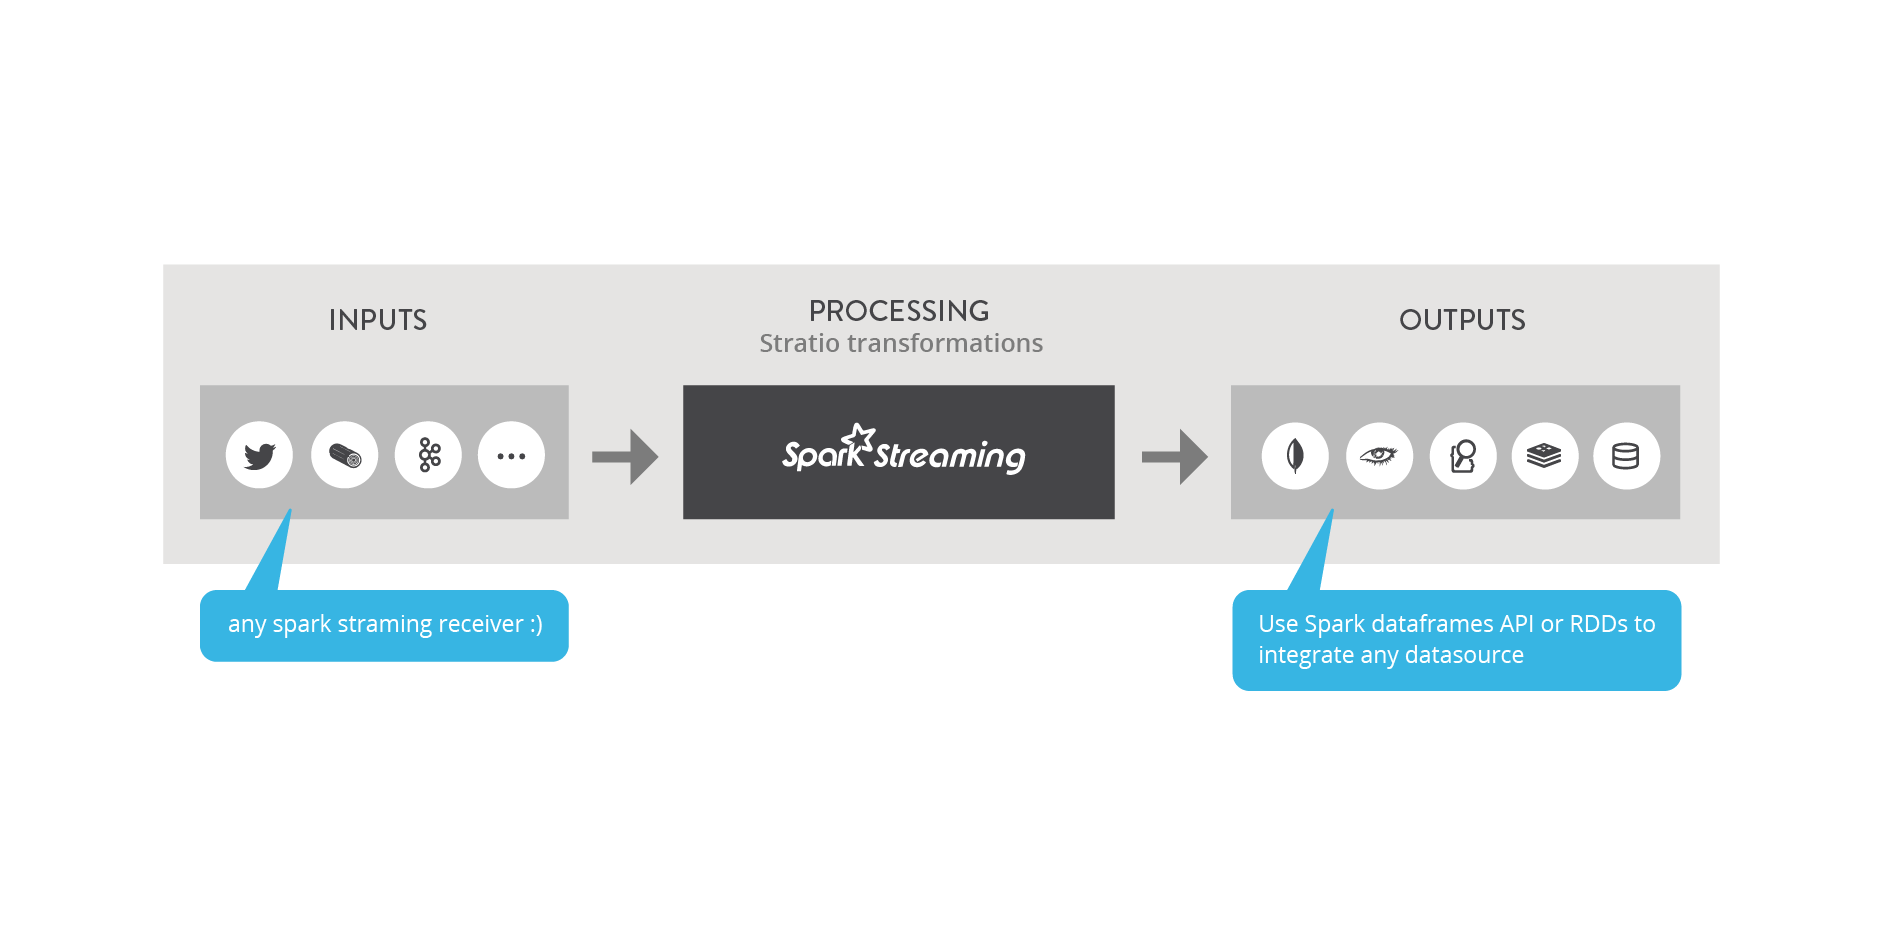 INPUTS
PROCESSING
Stratio transformations
OUTPUTS
Spark Streaming
any spark straming receiver :)
Use Spark dataframes API or RDDs to
integrate any datasource